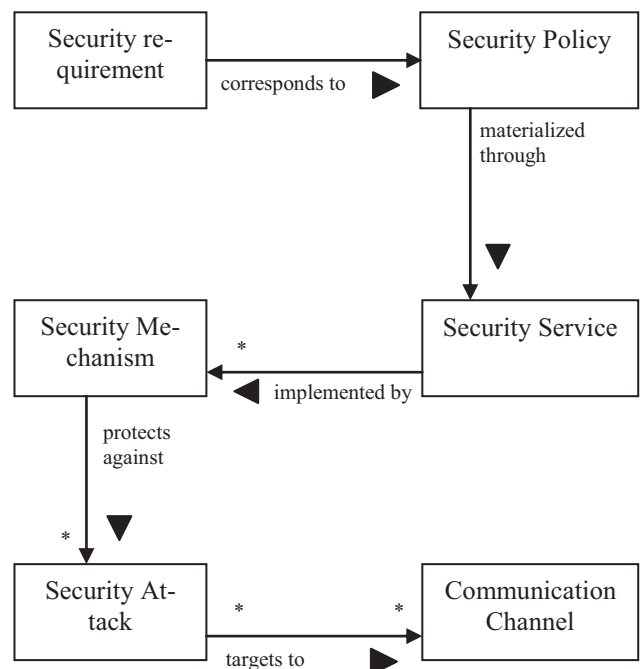 Security re-
quirement
Security Policy
corresponds to
materialized
through
Security Me-
chanism
*
Security Service
implemented by
protects
against
*
Security At-
tack
*
*
Communication
Channel
targets to